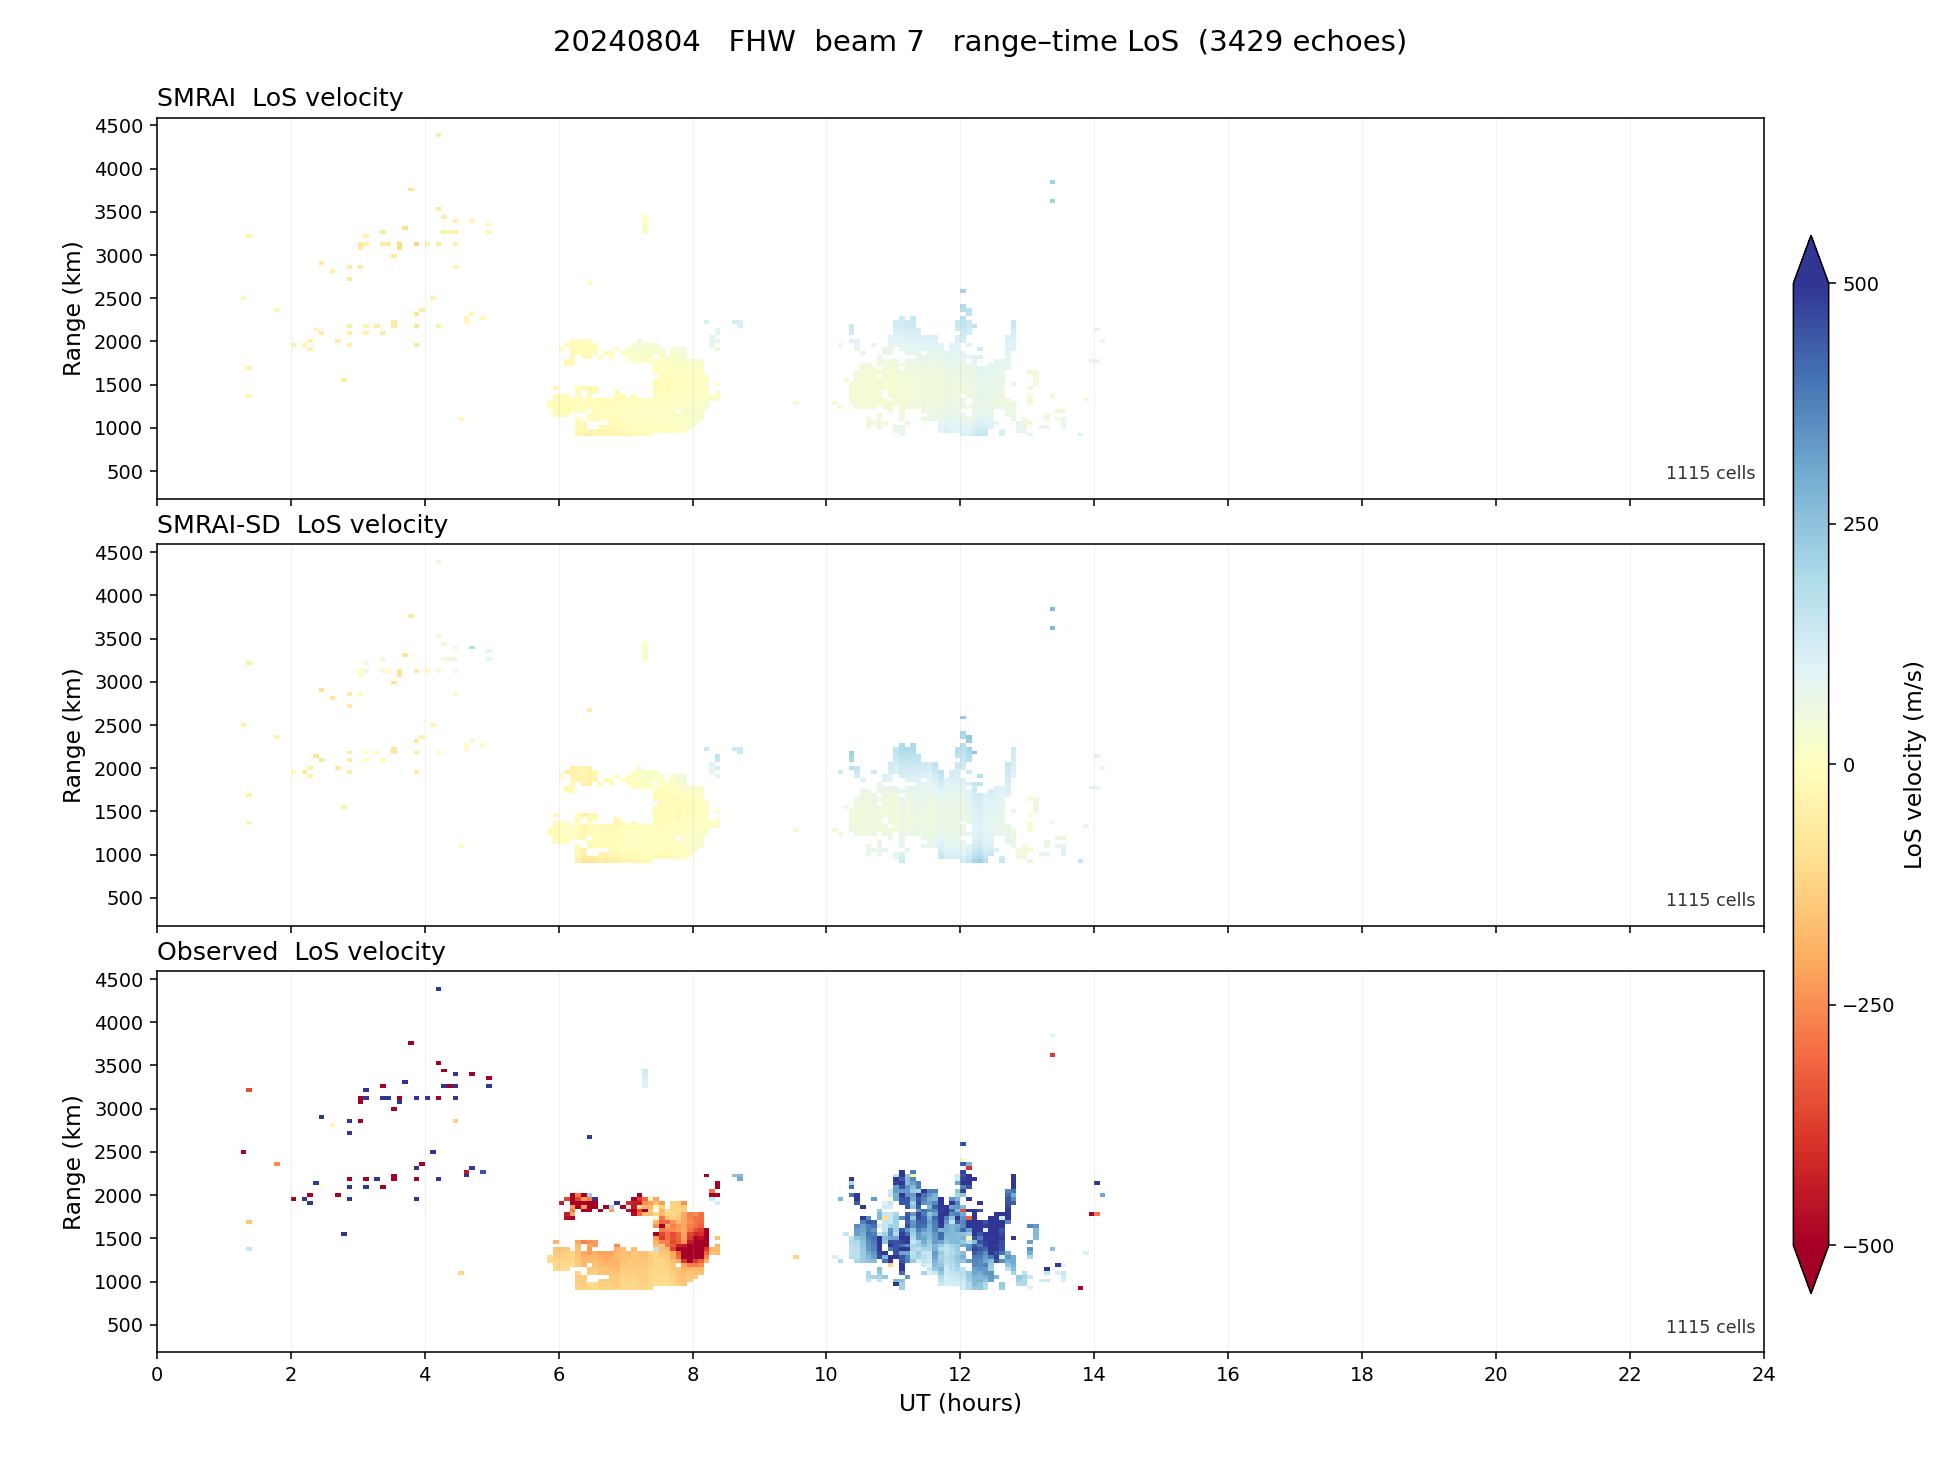 20240804 FHW beam 7 range–time LoS (3429 echoes)
SMRAI LoS velocity
4500
4000
3500
3000
2500
2000
1500
1000
500
Range (km)
1115 cells
SMRAI-SD LoS velocity
4500
4000
3500
3000
2500
2000
1500
1000
500
Range (km)
1115 cells
Observed LoS velocity
4500
4000
3500
3000
2500
2000
1500
1000
500
Range (km)
1115 cells
0 2 4 6 8 10 12 14 16 18 20 22 24
UT (hours)
500
250
0
−250
−500
LoS velocity (m/s)